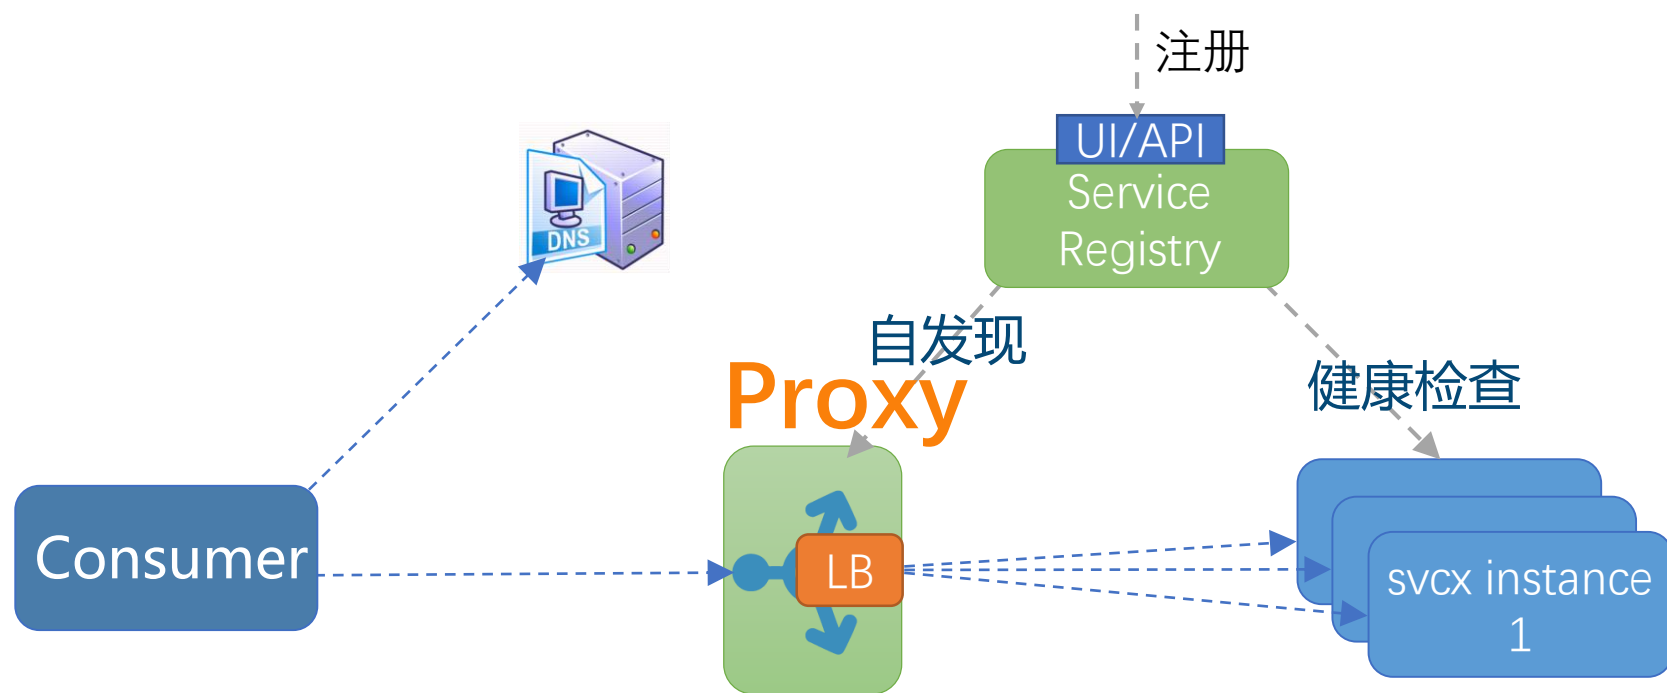 注册
UI/API
Service
Registry
DNS
自发现
Proxy
健康检查
Consumer
LB
svcx instance
1